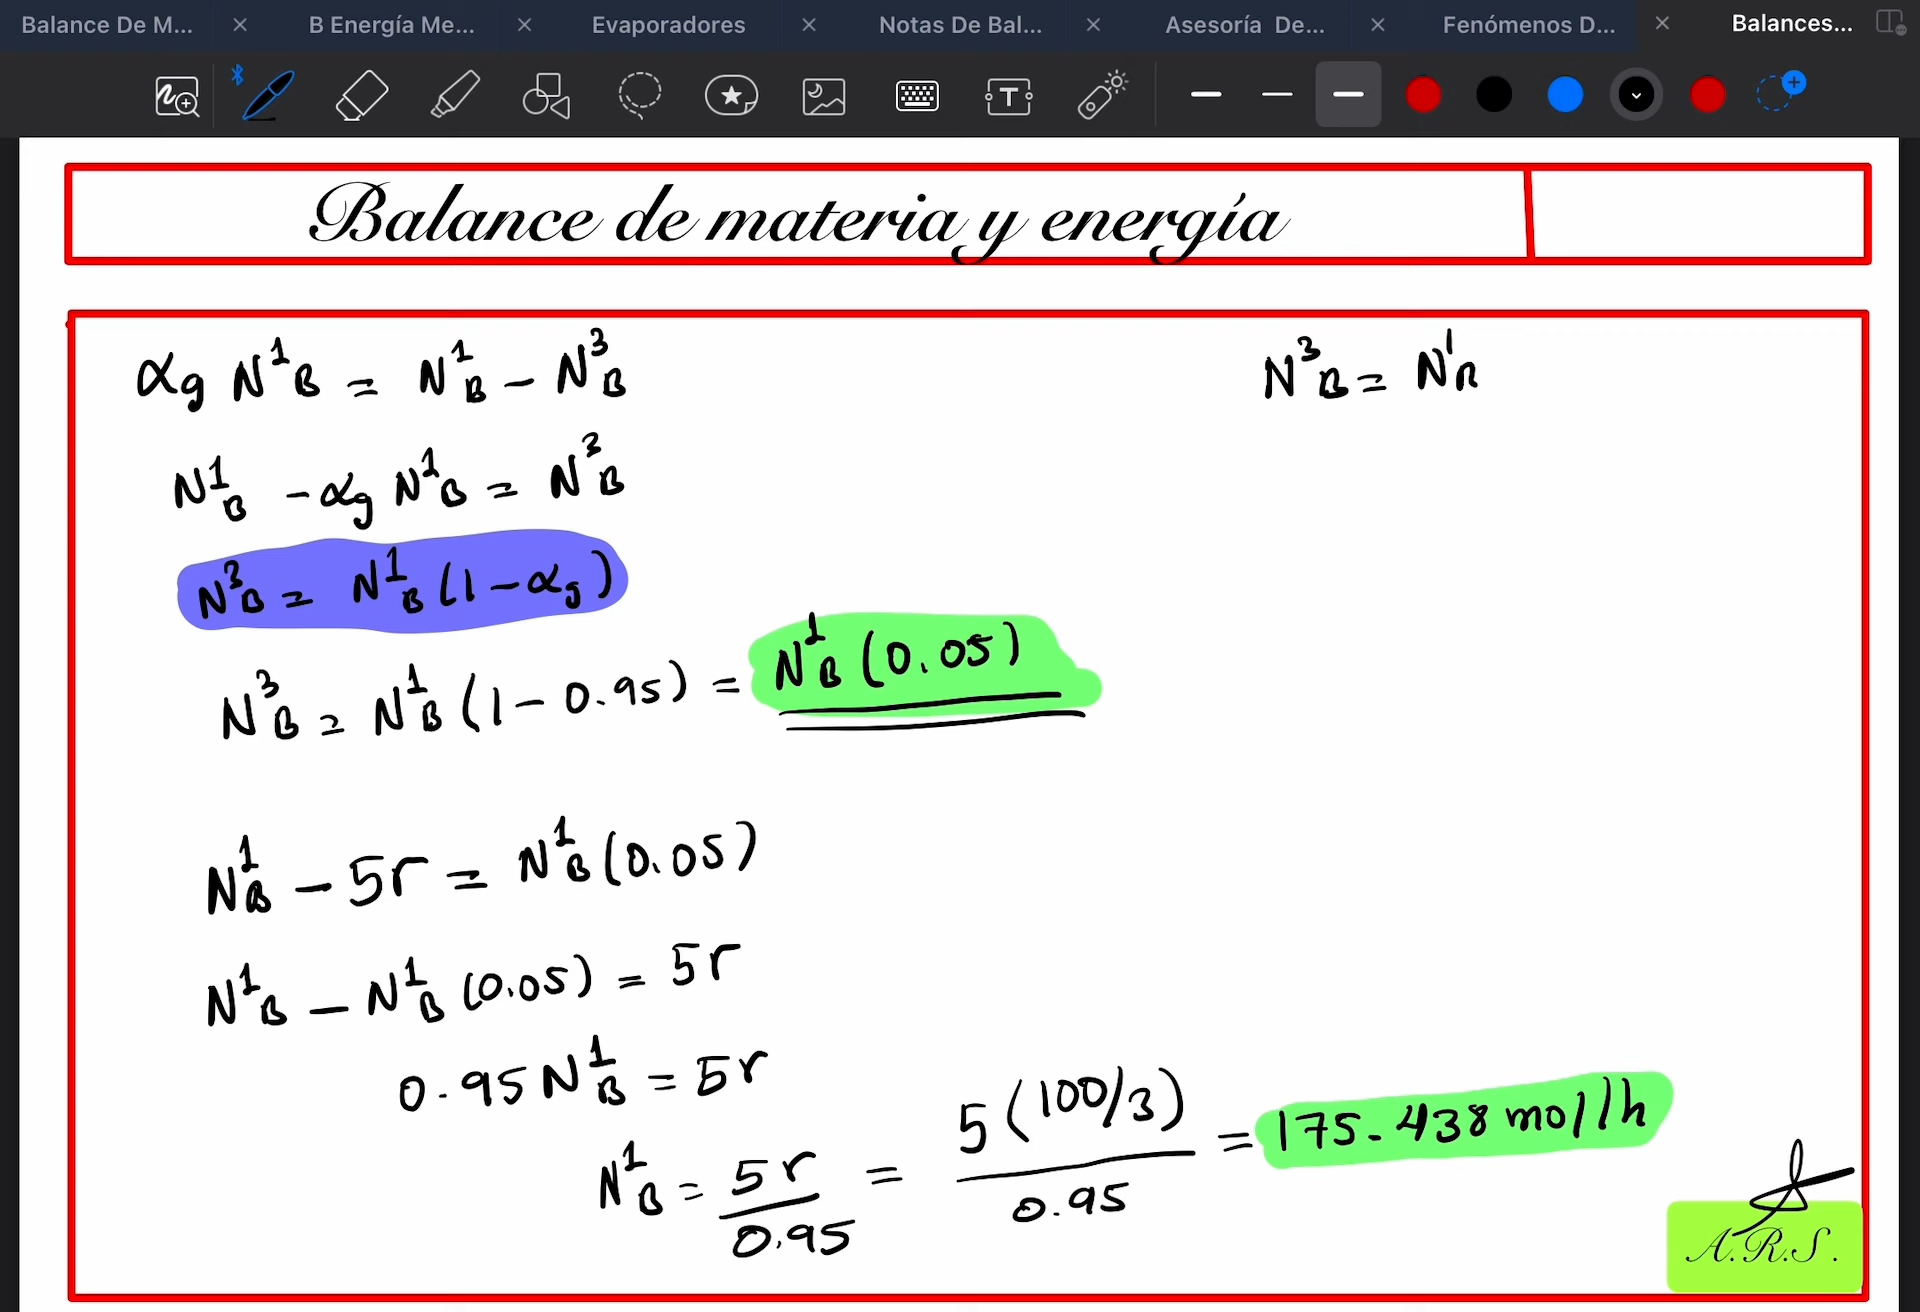 Balance De M... B Energía Me... Evaporadores Notas De Bal... Asesoría De... Fenómenos D... Balances...
Balance de materia y energía
αg N¹B = N¹B - N³B
N³B = N¹B
N¹B - αg N¹B = N³B
N³B = N¹B (1 - αg)
N³B = N¹B (1 - 0.95) = N¹B (0.05)
N¹B - 5r = N¹B (0.05)
N¹B - N¹B (0.05) = 5r
0.95 N¹B = 5r
N¹B = 5r/0.95 = 5(100/3)/0.95 = 175.438 mol/h
A.R.S.